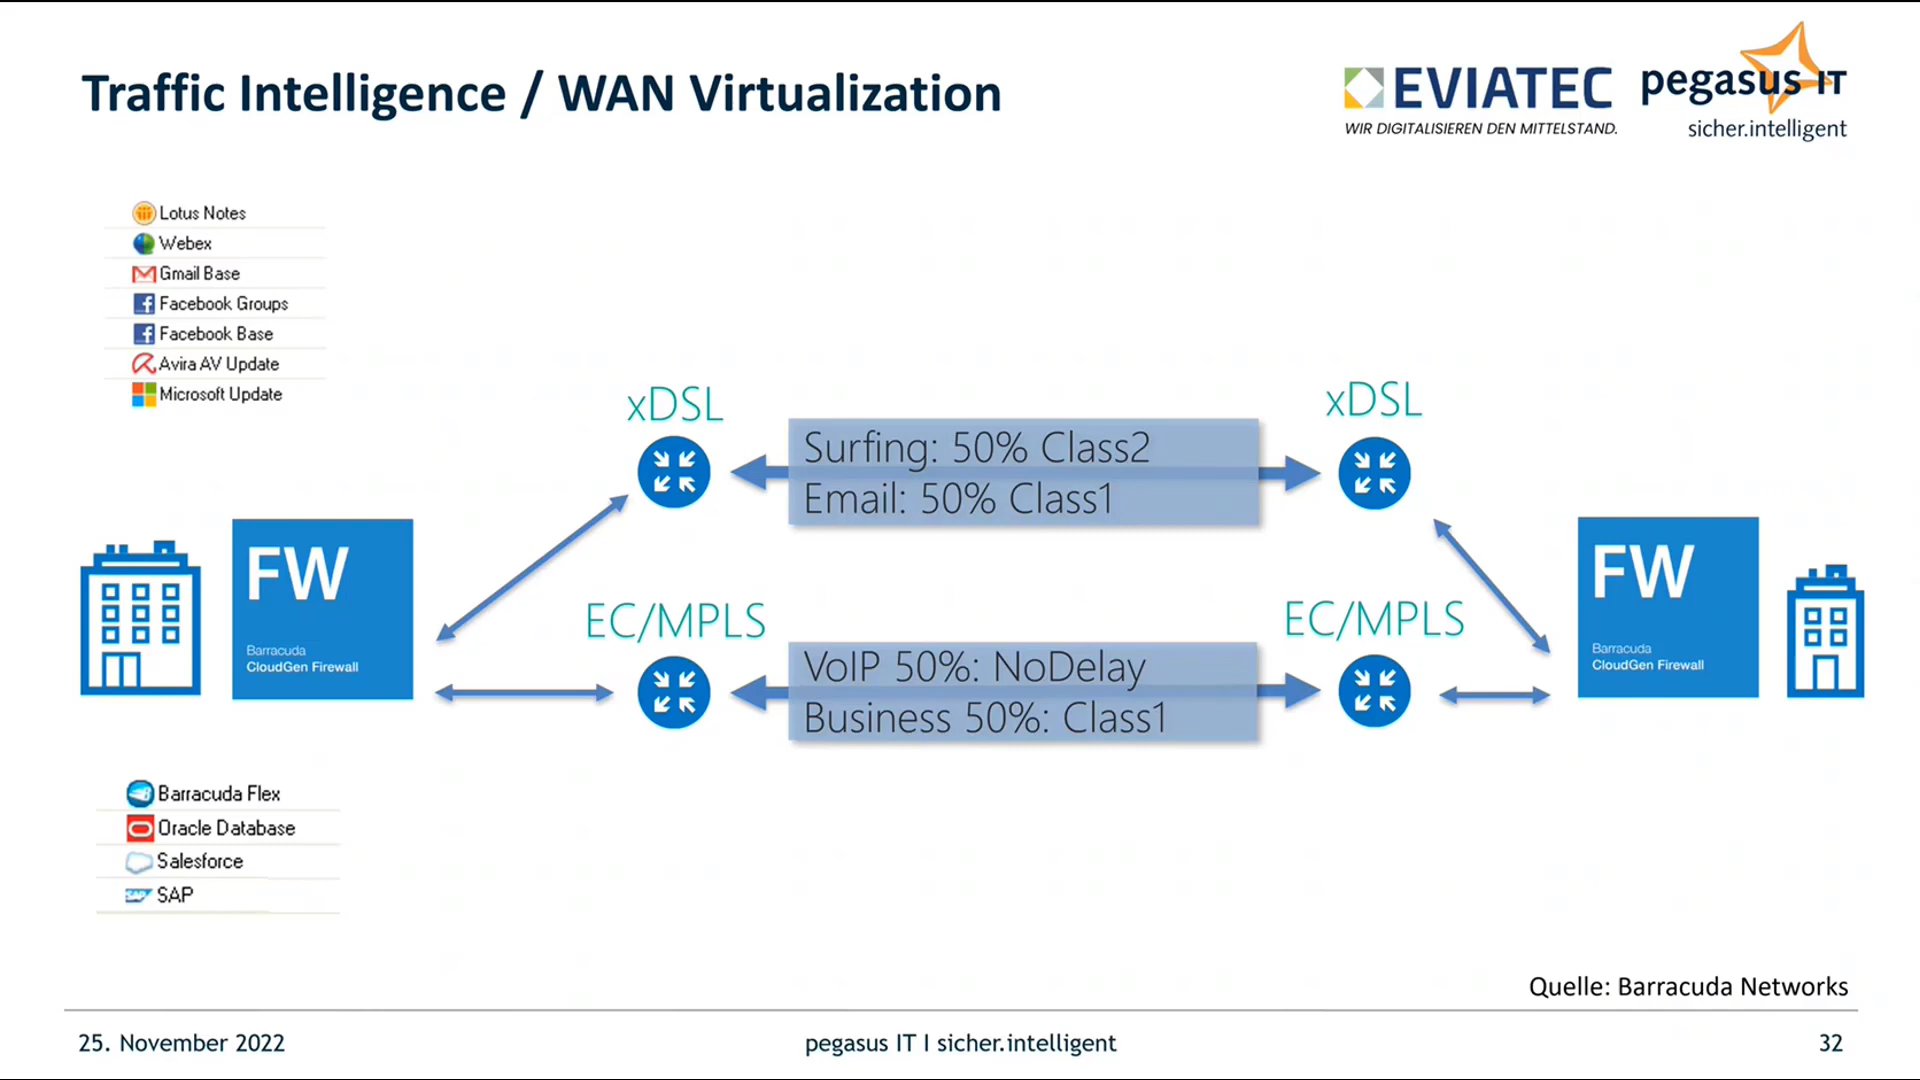 Traffic Intelligence / WAN Virtualization
EVIATEC
WIR DIGITALISIEREN DEN MITTELSTAND.
pegasus IT
sicher.intelligent
Lotus Notes
Webex
Gmail Base
Facebook Groups
Facebook Base
Avira AV Update
Microsoft Update
xDSL
xDSL
Surfing: 50% Class2
Email: 50% Class1
FW
Barracuda
CloudGen Firewall
FW
Barracuda
CloudGen Firewall
EC/MPLS
EC/MPLS
VoIP 50%: NoDelay
Business 50%: Class1
Barracuda Flex
Oracle Database
Salesforce
SAP
SAP
Quelle: Barracuda Networks
25. November 2022
pegasus IT I sicher.intelligent
32